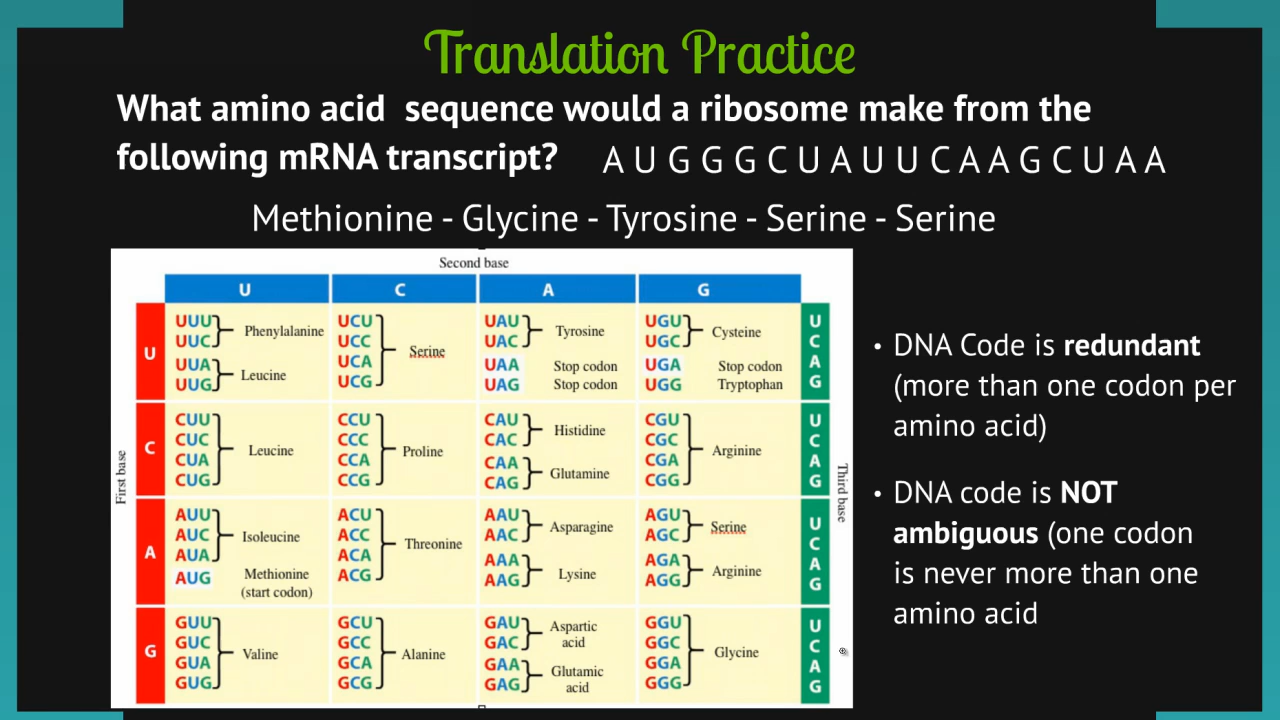 Translation Practice
What amino acid sequence would a ribosome make from the
following mRNA transcript? A U G G G C U A U U C A A G C U A A
Methionine - Glycine - Tyrosine - Serine - Serine
Second base
U C A G
First base
U
UUU
UUC
Phenylalanine
UUA
UUG
Leucine
UCU
UCC
UCA
UCG
Serine
UAU
UAC
Tyrosine
UAA Stop codon
UAG Stop codon
UGU
UGC
Cysteine
UGA Stop codon
UGG Tryptophan
U
C
A
G
C
CUU
CUC
CUA
CUG
Leucine
CCU
CCC
CCA
CCG
Proline
CAU
CAC
Histidine
CAA
CAG
Glutamine
CGU
CGC
CGA
CGG
Arginine
U
C
A
G
A
AUU
AUC
AUA
Isoleucine
AUG Methionine
(start codon)
ACU
ACC
ACA
ACG
Threonine
AAU
AAC
Asparagine
AAA
AAG
Lysine
AGU
AGC
Serine
AGA
AGG
Arginine
U
C
A
G
G
GUU
GUC
GUA
GUG
Valine
GCU
GCC
GCA
GCG
Alanine
GAU
GAC
Aspartic
acid
GAA
GAG
Glutamic
acid
GGU
GGC
GGA
GGG
Glycine
U
C
A
G
Third base
• DNA Code is redundant
(more than one codon per
amino acid)
• DNA code is NOT
ambiguous (one codon
is never more than one
amino acid